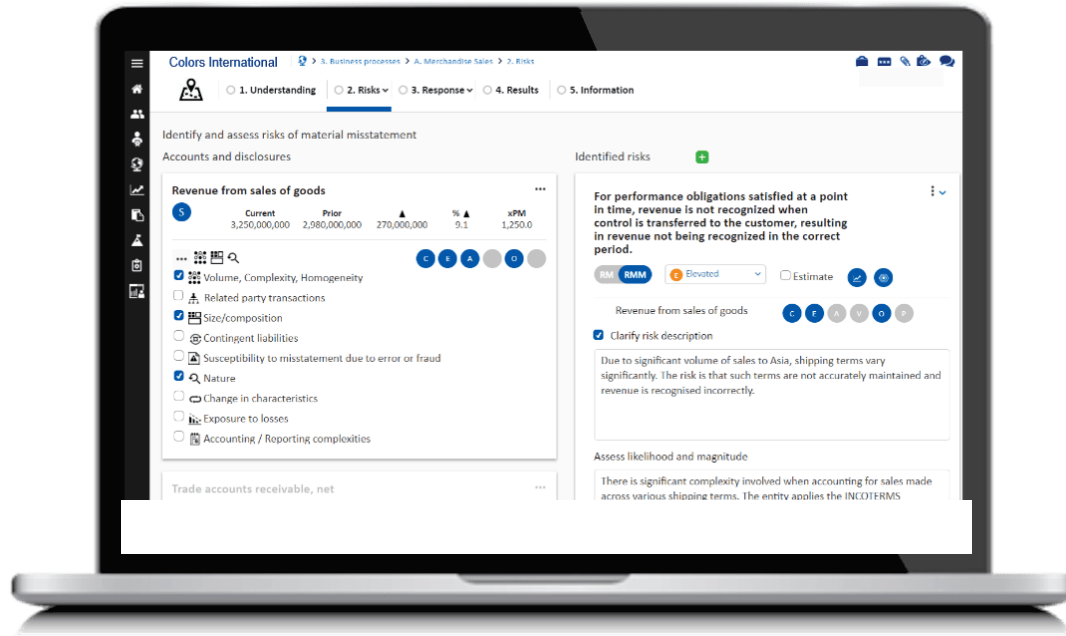 Colors International
> 3. Business processes > A. Merchandise Sales > 2. Risks
1. Understanding
2. Risks
3. Response
4. Results
5. Information
Identify and assess risks of material misstatement
Accounts and disclosures
Revenue from sales of goods
...
S
Current Prior ▲ % ▲ xPM
3,250,000,000 2,980,000,000 270,000,000 9.1 1,250.0
C E A O
Volume, Complexity, Homogeneity
Related party transactions
Size/composition
Contingent liabilities
Susceptibility to misstatement due to error or fraud
Nature
Change in characteristics
Exposure to losses
Accounting / Reporting complexities
Trade accounts receivable, net
...
Identified risks
For performance obligations satisfied at a point
in time, revenue is not recognized when
control is transferred to the customer, resulting
in revenue not being recognized in the correct
period.
RM RMM E Elevated Estimate
Revenue from sales of goods C E A V O P
Clarify risk description
Due to significant volume of sales to Asia, shipping terms vary
significantly. The risk is that such terms are not accurately maintained and
revenue is recognised incorrectly.
Assess likelihood and magnitude
There is significant complexity involved when accounting for sales made
across various shipping terms. The entity applies the INCOTERMS